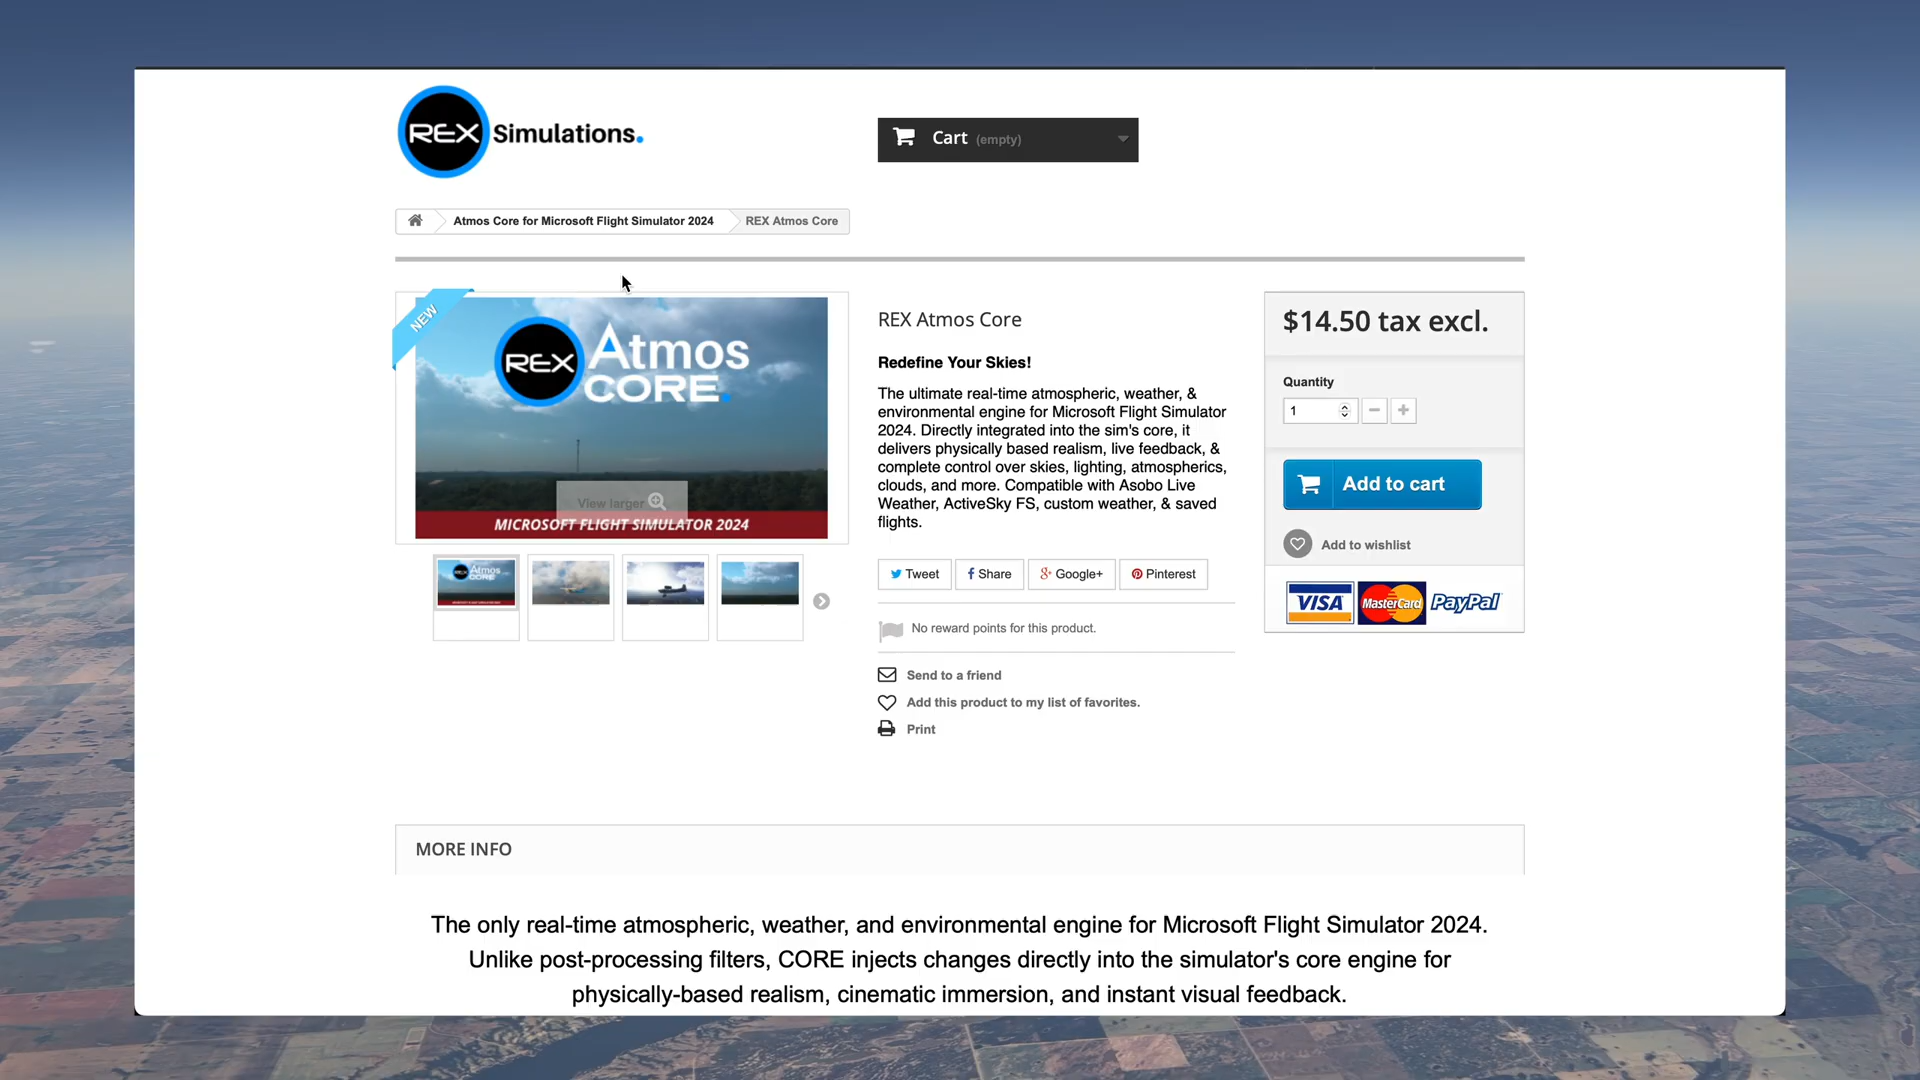 REX Simulations.
Cart (empty)
Atmos Core for Microsoft Flight Simulator 2024
REX Atmos Core
NEW
REX Atmos
CORE.
View larger
MICROSOFT FLIGHT SIMULATOR 2024
REX Atmos Core
Redefine Your Skies!
The ultimate real-time atmospheric, weather, &
environmental engine for Microsoft Flight Simulator
2024. Directly integrated into the sim's core, it
delivers physically based realism, live feedback, &
complete control over skies, lighting, atmospherics,
clouds, and more. Compatible with Asobo Live
Weather, ActiveSky FS, custom weather, & saved
flights.
Tweet
Share
Google+
Pinterest
No reward points for this product.
Send to a friend
Add this product to my list of favorites.
Print
$14.50 tax excl.
Quantity
1
Add to cart
Add to wishlist
VISA MasterCard PayPal
MORE INFO
The only real-time atmospheric, weather, and environmental engine for Microsoft Flight Simulator 2024.
Unlike post-processing filters, CORE injects changes directly into the simulator's core engine for
physically-based realism, cinematic immersion, and instant visual feedback.